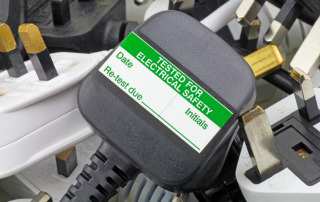 TESTED FOR
ELECTRICAL SAFETY
Date
Initials
Re-test due